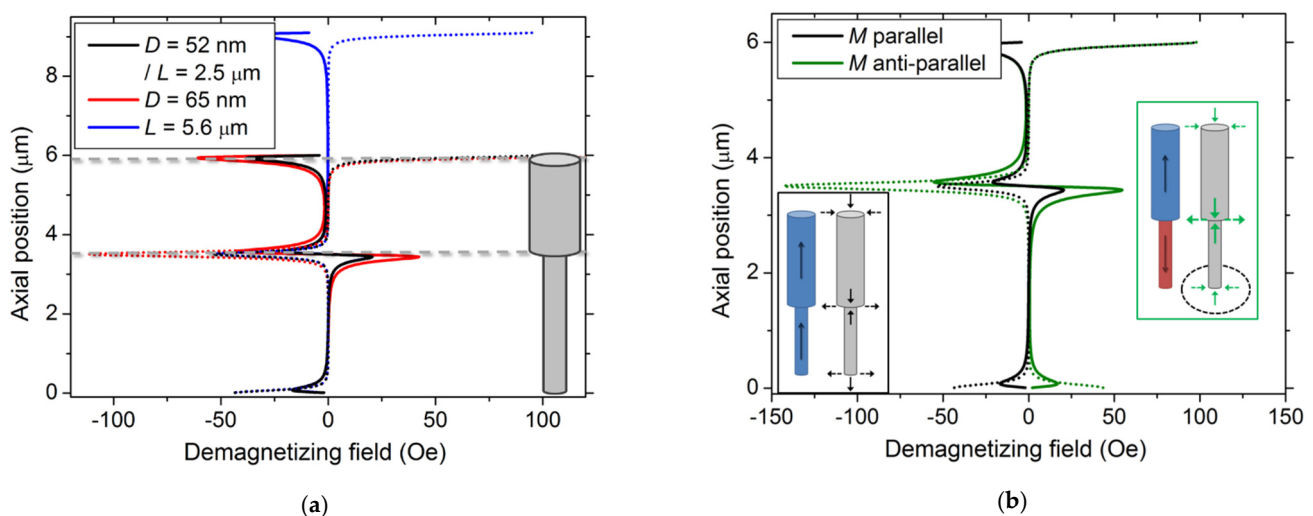 D = 52 nm
/ L = 2.5 μm
D = 65 nm
L = 5.6 μm
Axial position (μm)
8
6
4
2
0
-100
-50
0
50
100
Demagnetizing field (Oe)
(a)
M parallel
M anti-parallel
Axial position (μm)
6
4
2
0
-150
-100
-50
0
50
100
150
Demagnetizing field (Oe)
(b)